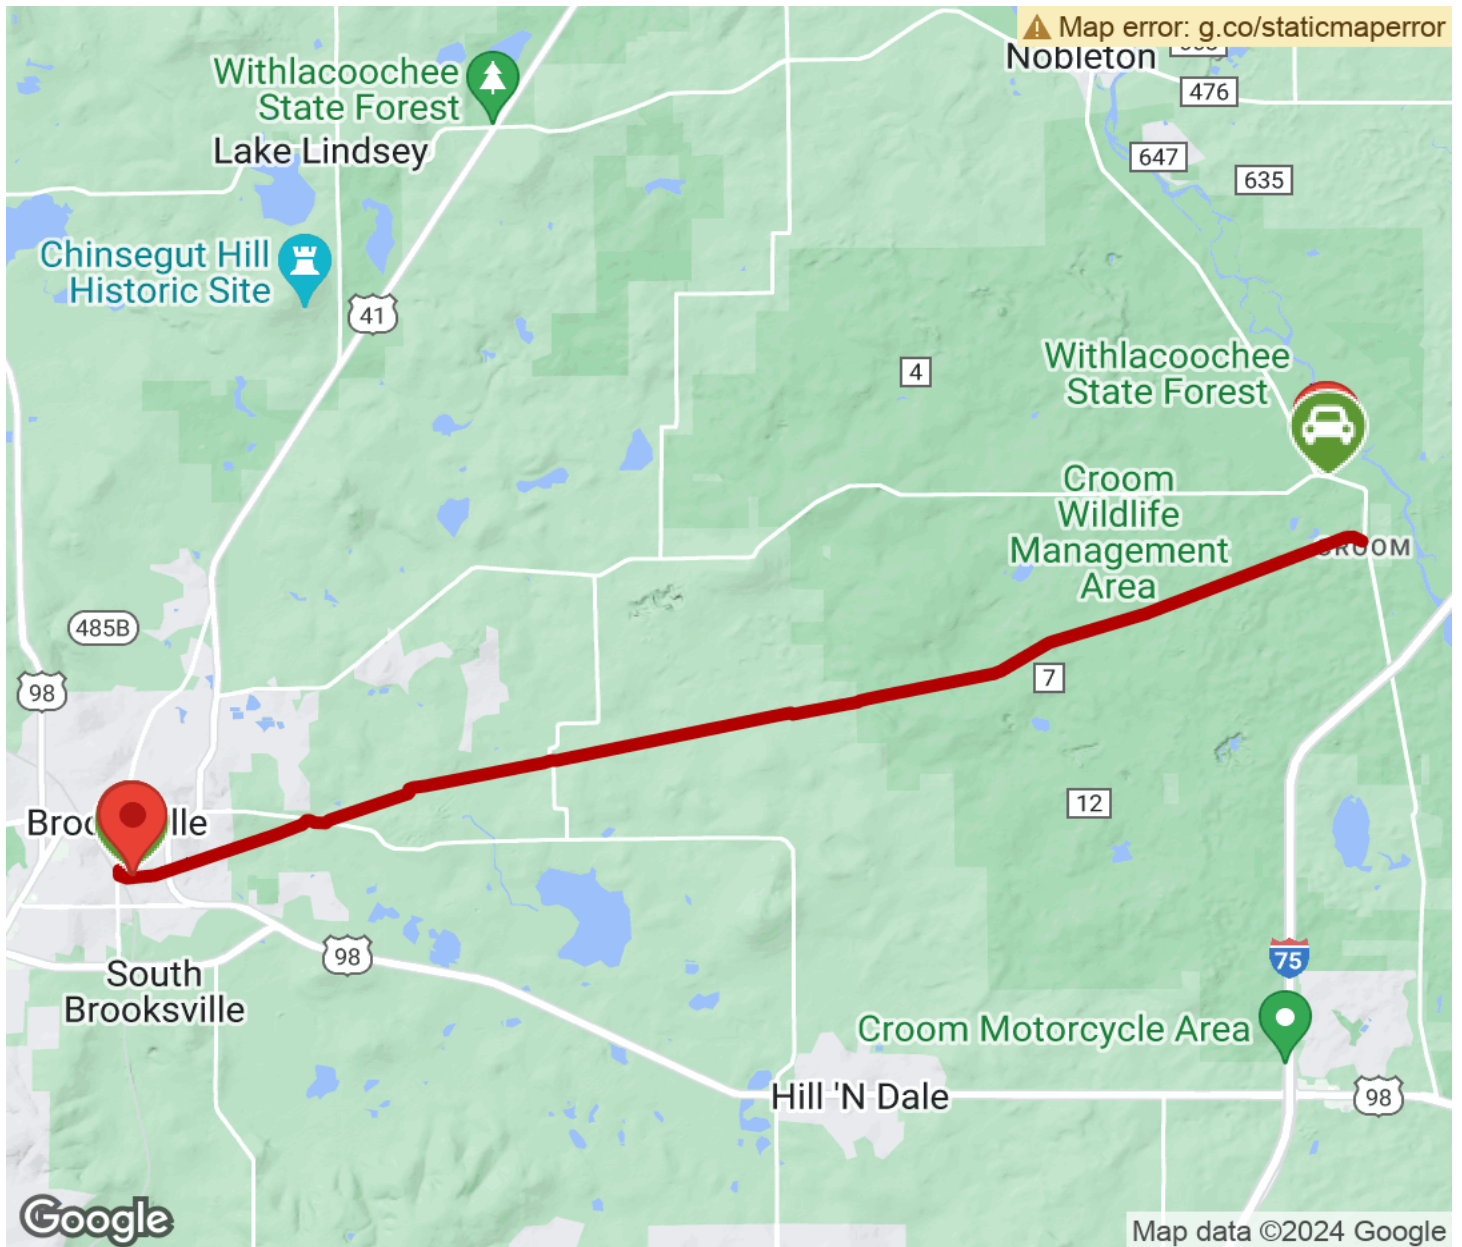 Map error: g.co/staticmaperror
Nobleton
476
Withlacoochee
State Forest
Lake Lindsey
647
635
Chinsegut Hill
Historic Site
41
4
Withlacoochee
State Forest
Croom
Wildlife
Management
Area
CROOM
485B
98
7
12
98
South
Brooksville
75
Croom Motorcycle Area
Hill 'N Dale
98
Google
Map data ©2024 Google